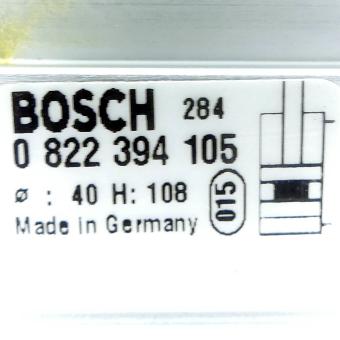 BOSCH 284
0 822 394 105
ø : 40 H: 108
Made in Germany 015